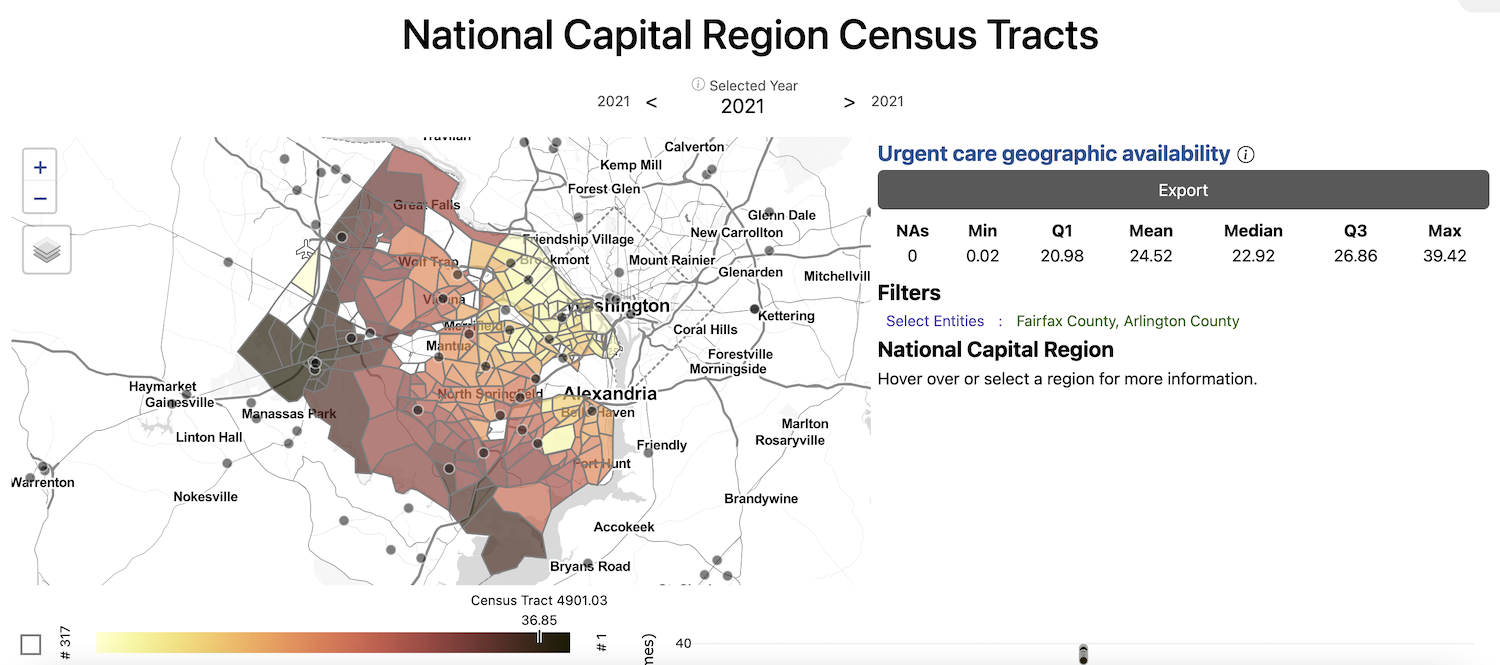 National Capital Region Census Tracts
Selected Year
2021 < 2021 > 2021
+
−
Great Falls
Wolf Trap
Vienna
Merrifield
Mantua
North Springfield
Calverton
Kemp Mill
Forest Glen
Glenn Dale
New Carrollton
Friendship Village
Brookmont
Mount Rainier
Glenarden
Mitchellvill
Washington
Kettering
Coral Hills
Forestville
Morningside
Alexandria
Belle Haven
Haymarket
Gainesville
Manassas Park
Linton Hall
Marlton
Rosaryville
Friendly
Fort Hunt
Warrenton
Nokesville
Brandywine
Accokeek
Bryans Road
Urgent care geographic availability
Export
NAs Min Q1 Mean Median Q3 Max
0 0.02 20.98 24.52 22.92 26.86 39.42
Filters
Select Entities : Fairfax County, Arlington County
National Capital Region
Hover over or select a region for more information.
Census Tract 4901.03
36.85
# 317
# 1
mes)
40